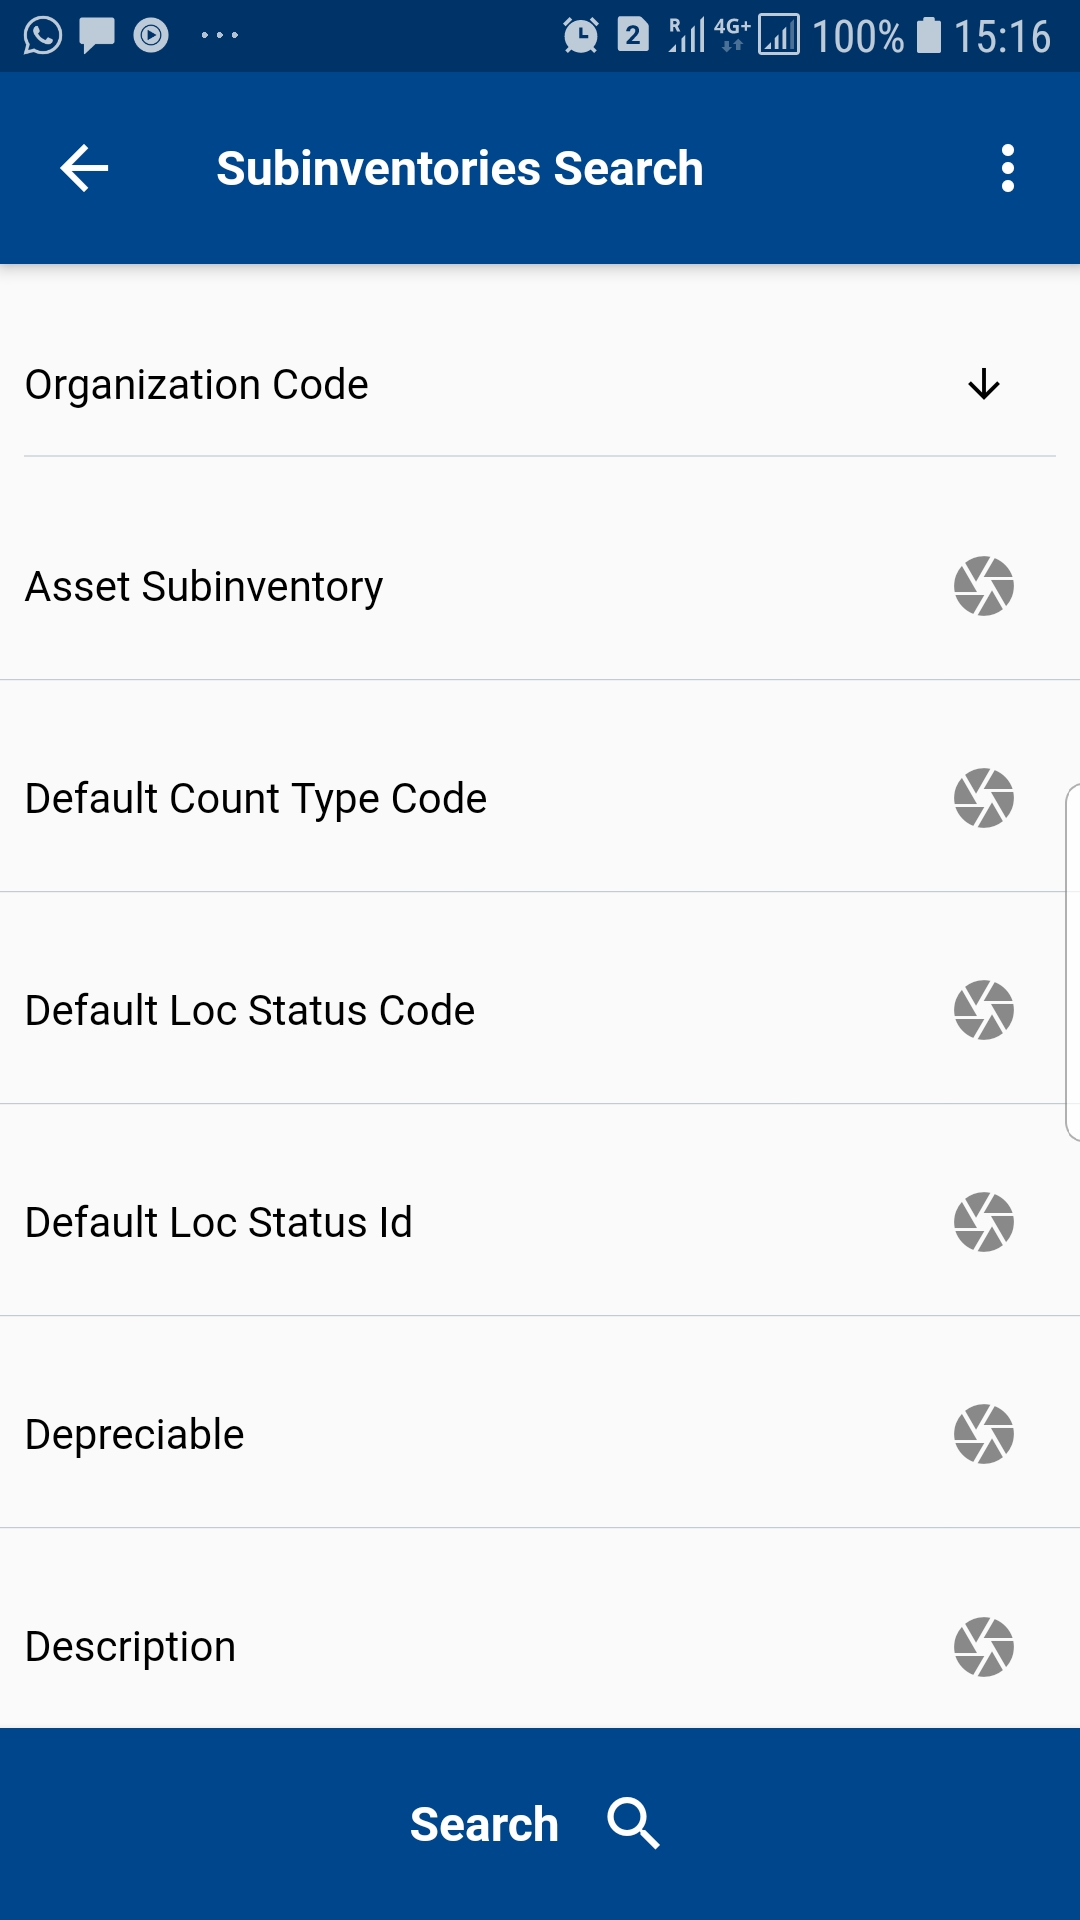 2 R 4G+ 100% 15:16
Subinventories Search
Organization Code
Asset Subinventory
Default Count Type Code
Default Loc Status Code
Default Loc Status Id
Depreciable
Description
Search